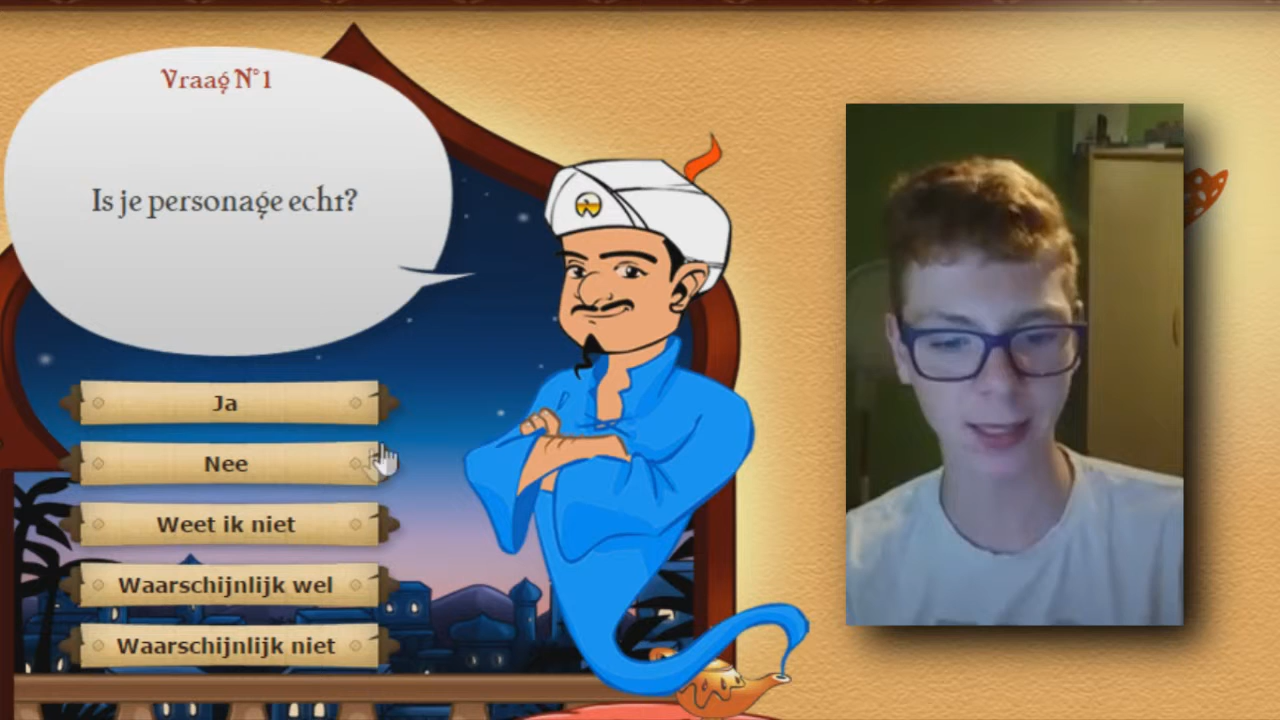 Vraag N°1
Is je personage echt?
Ja
Nee
Weet ik niet
Waarschijnlijk wel
Waarschijnlijk niet